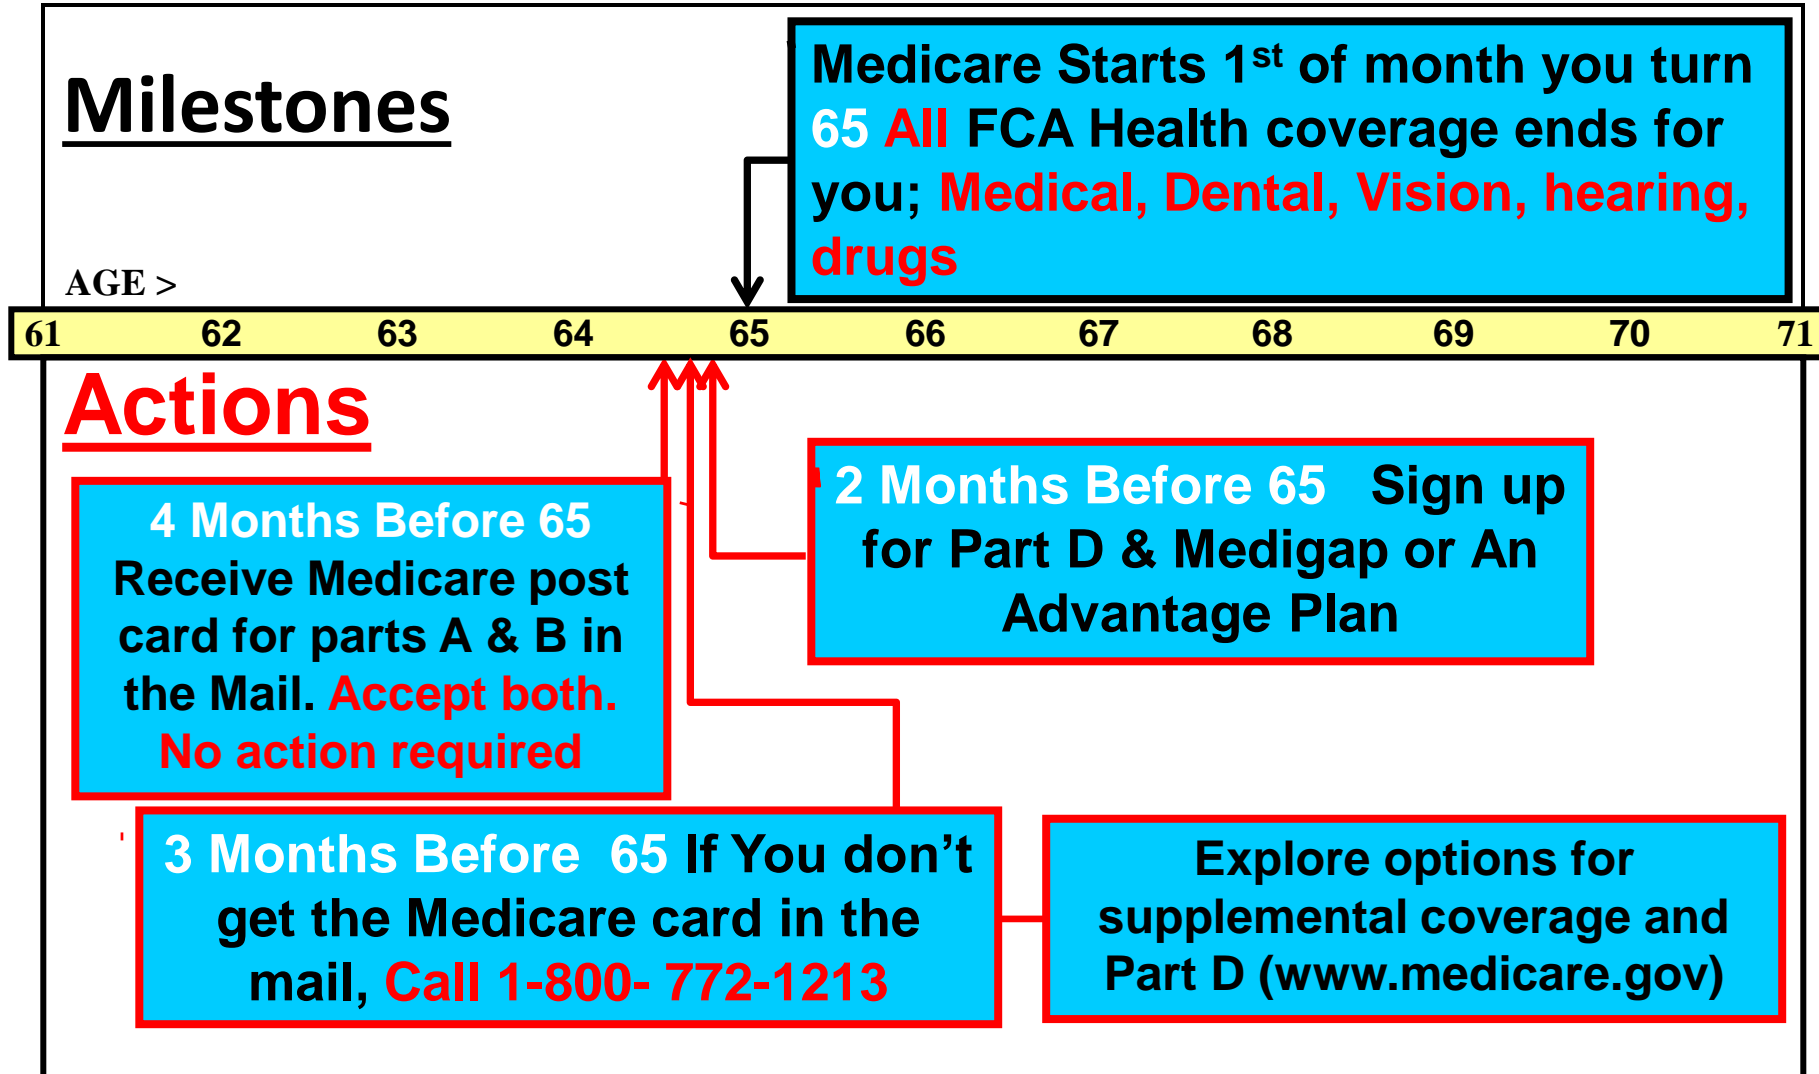 Milestones
Medicare Starts 1st of month you turn
65 All FCA Health coverage ends for
you; Medical, Dental, Vision, hearing,
drugs
AGE >
61 62 63 64 65 66 67 68 69 70 71
Actions
4 Months Before 65
Receive Medicare post
card for parts A & B in
the Mail. Accept both.
No action required
2 Months Before 65 Sign up
for Part D & Medigap or An
Advantage Plan
3 Months Before 65 If You don’t
get the Medicare card in the
mail, Call 1-800- 772-1213
Explore options for
supplemental coverage and
Part D (www.medicare.gov)